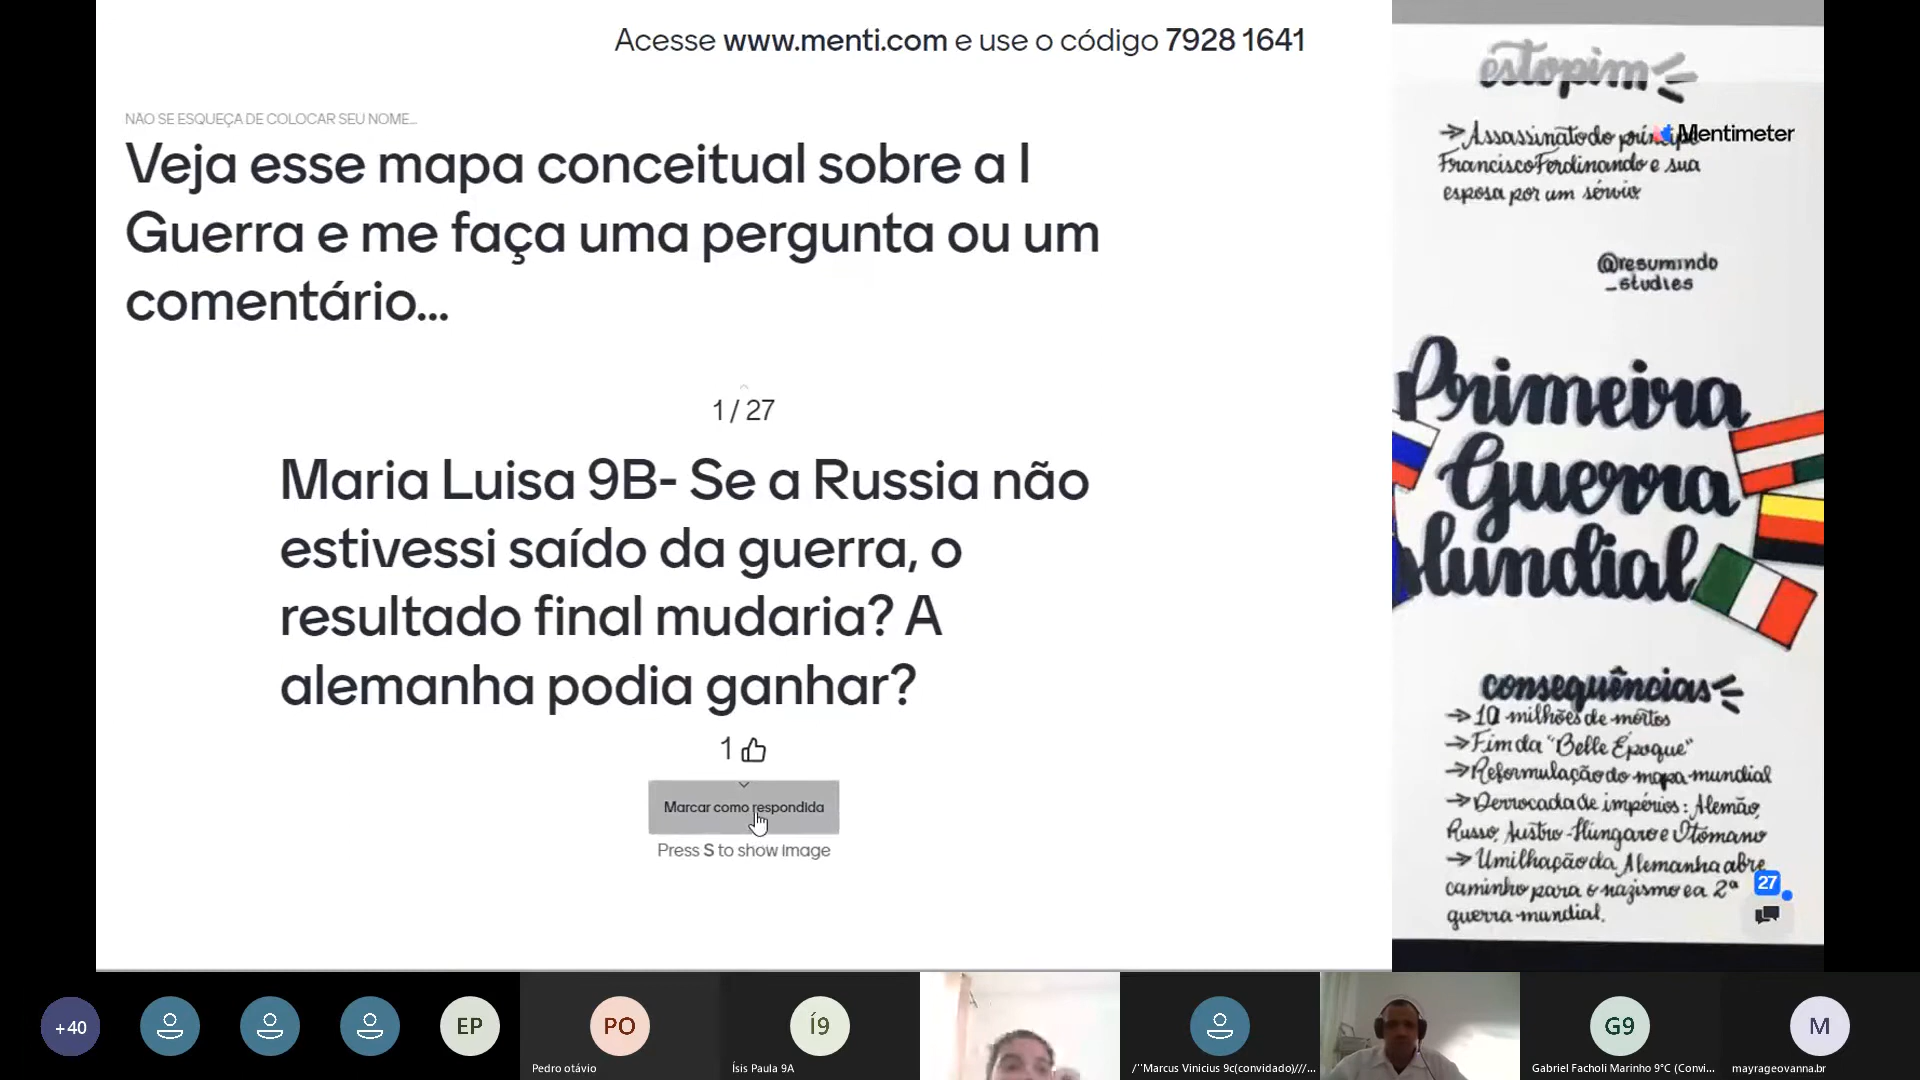 Acesse www.menti.com e use o código 7928 1641
NÃO SE ESQUEÇA DE COLOCAR SEU NOME...
Veja esse mapa conceitual sobre a I
Guerra e me faça uma pergunta ou um
comentário...
1 / 27
Maria Luisa 9B- Se a Russia não
estivessi saído da guerra, o
resultado final mudaria? A
alemanha podia ganhar?
1
Marcar como respondida
Press S to show image
estopim
→Assassinato do príncipe
Francisco Ferdinando e sua
esposa por um sérvio.
Mentimeter
@resumindo
_studies
Primeira
Guerra
Mundial
consequências
→10 milhões de mortos
→Fim da "Belle Époque"
→Reformulação do mapa-mundial
→Derrocada de impérios: Alemão,
Russo, Austro-Húngaro e Otomano
→Umilhação da Alemanha abre
caminho para o nazismo e a 2ª
guerra mundial.
27
+40
EP
PO
Pedro otávio
Í9
Ísis Paula 9A
/"Marcus Vinicius 9c(convidado)///...
G9
Gabriel Facholi Marinho 9°C (Convi...
M
mayrageovanna.br